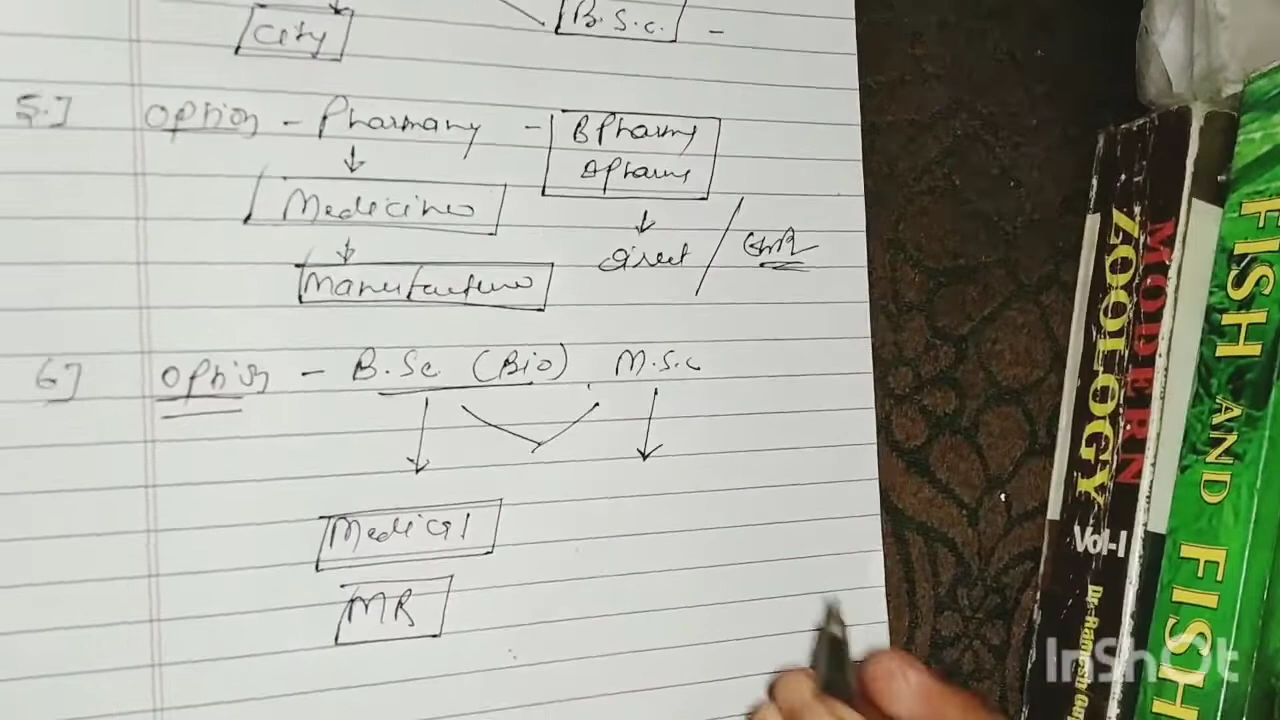 City
B.S.c. -
5.] option - Pharmany - BPharmy
DPharmy
↓ Medicines
↓ Manufacture
↓ direct /
6] option - B.Sc (Bio) M.S.c
Medical
MR
MODERN
ZOOLOGY
Vol-I
FISH AND FISH
InShOt